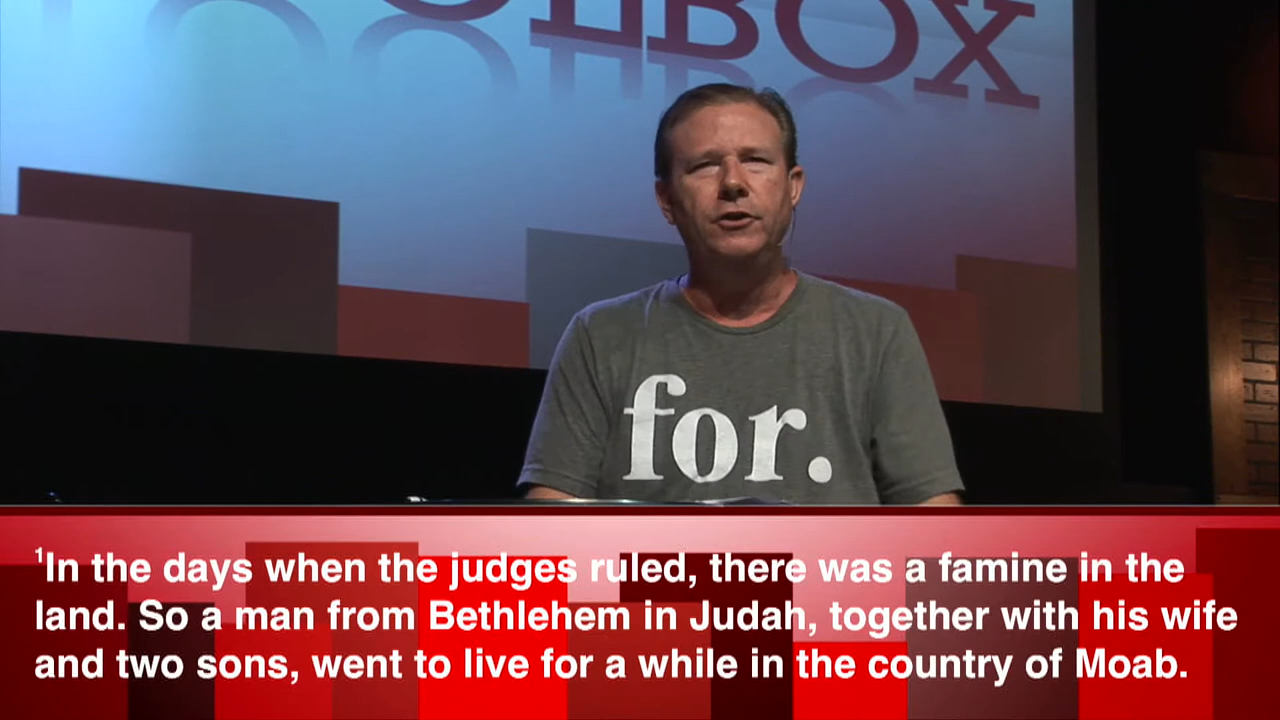 BOX
for.
¹In the days when the judges ruled, there was a famine in the
land. So a man from Bethlehem in Judah, together with his wife
and two sons, went to live for a while in the country of Moab.